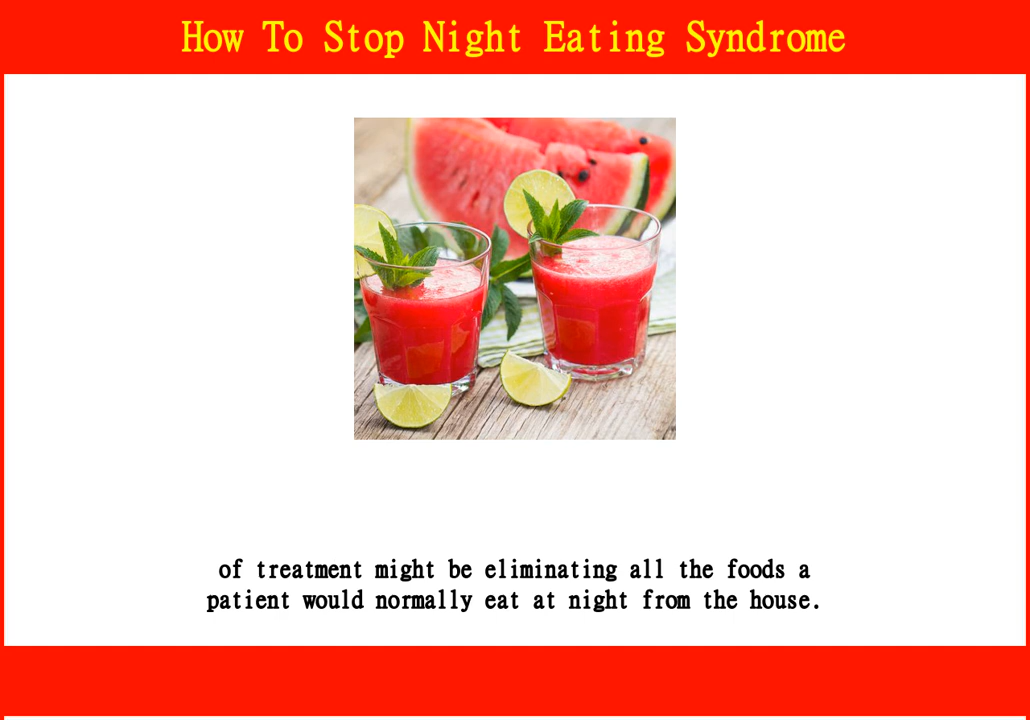 How To Stop Night Eating Syndrome
of treatment might be eliminating all the foods a
patient would normally eat at night from the house.